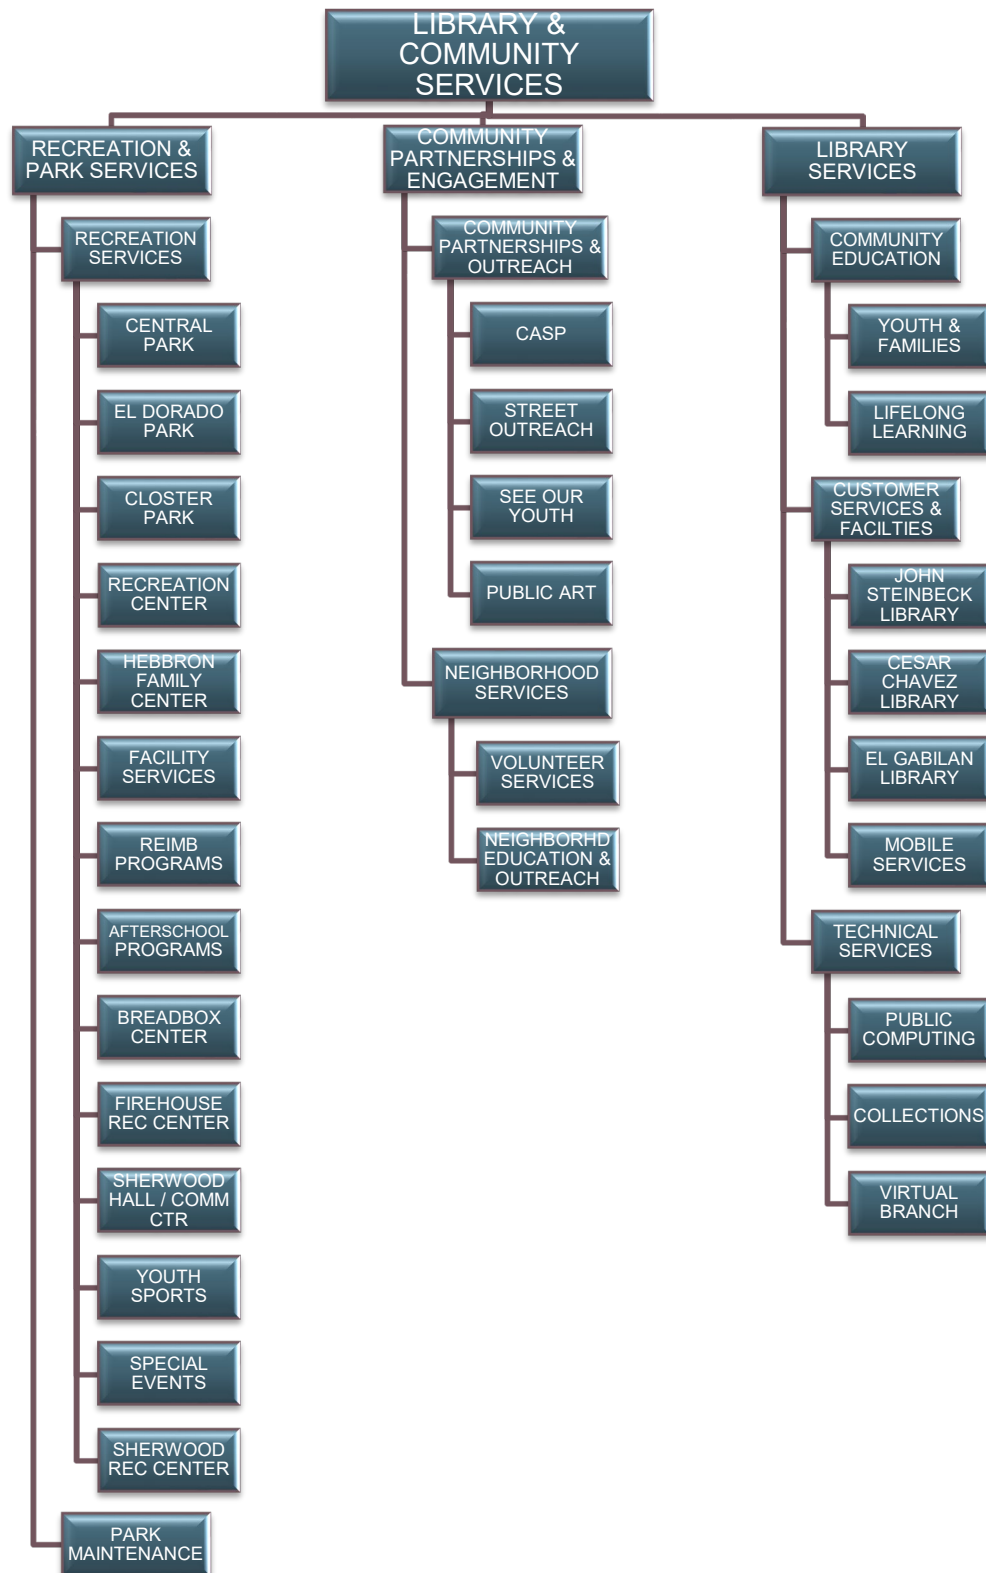 LIBRARY &
COMMUNITY
SERVICES
RECREATION &
PARK SERVICES
RECREATION
SERVICES
CENTRAL
PARK
EL DORADO
PARK
CLOSTER
PARK
RECREATION
CENTER
HEBBRON
FAMILY
CENTER
FACILITY
SERVICES
REIMB
PROGRAMS
AFTERSCHOOL
PROGRAMS
BREADBOX
CENTER
FIREHOUSE
REC CENTER
SHERWOOD
HALL / COMM
CTR
YOUTH
SPORTS
SPECIAL
EVENTS
SHERWOOD
REC CENTER
PARK
MAINTENANCE
COMMUNITY
PARTNERSHIPS &
ENGAGEMENT
COMMUNITY
PARTNERSHIPS &
OUTREACH
CASP
STREET
OUTREACH
SEE OUR
YOUTH
PUBLIC ART
NEIGHBORHOOD
SERVICES
VOLUNTEER
SERVICES
NEIGHBORHD
EDUCATION &
OUTREACH
LIBRARY
SERVICES
COMMUNITY
EDUCATION
YOUTH &
FAMILIES
LIFELONG
LEARNING
CUSTOMER
SERVICES &
FACILTIES
JOHN
STEINBECK
LIBRARY
CESAR
CHAVEZ
LIBRARY
EL GABILAN
LIBRARY
MOBILE
SERVICES
TECHNICAL
SERVICES
PUBLIC
COMPUTING
COLLECTIONS
VIRTUAL
BRANCH